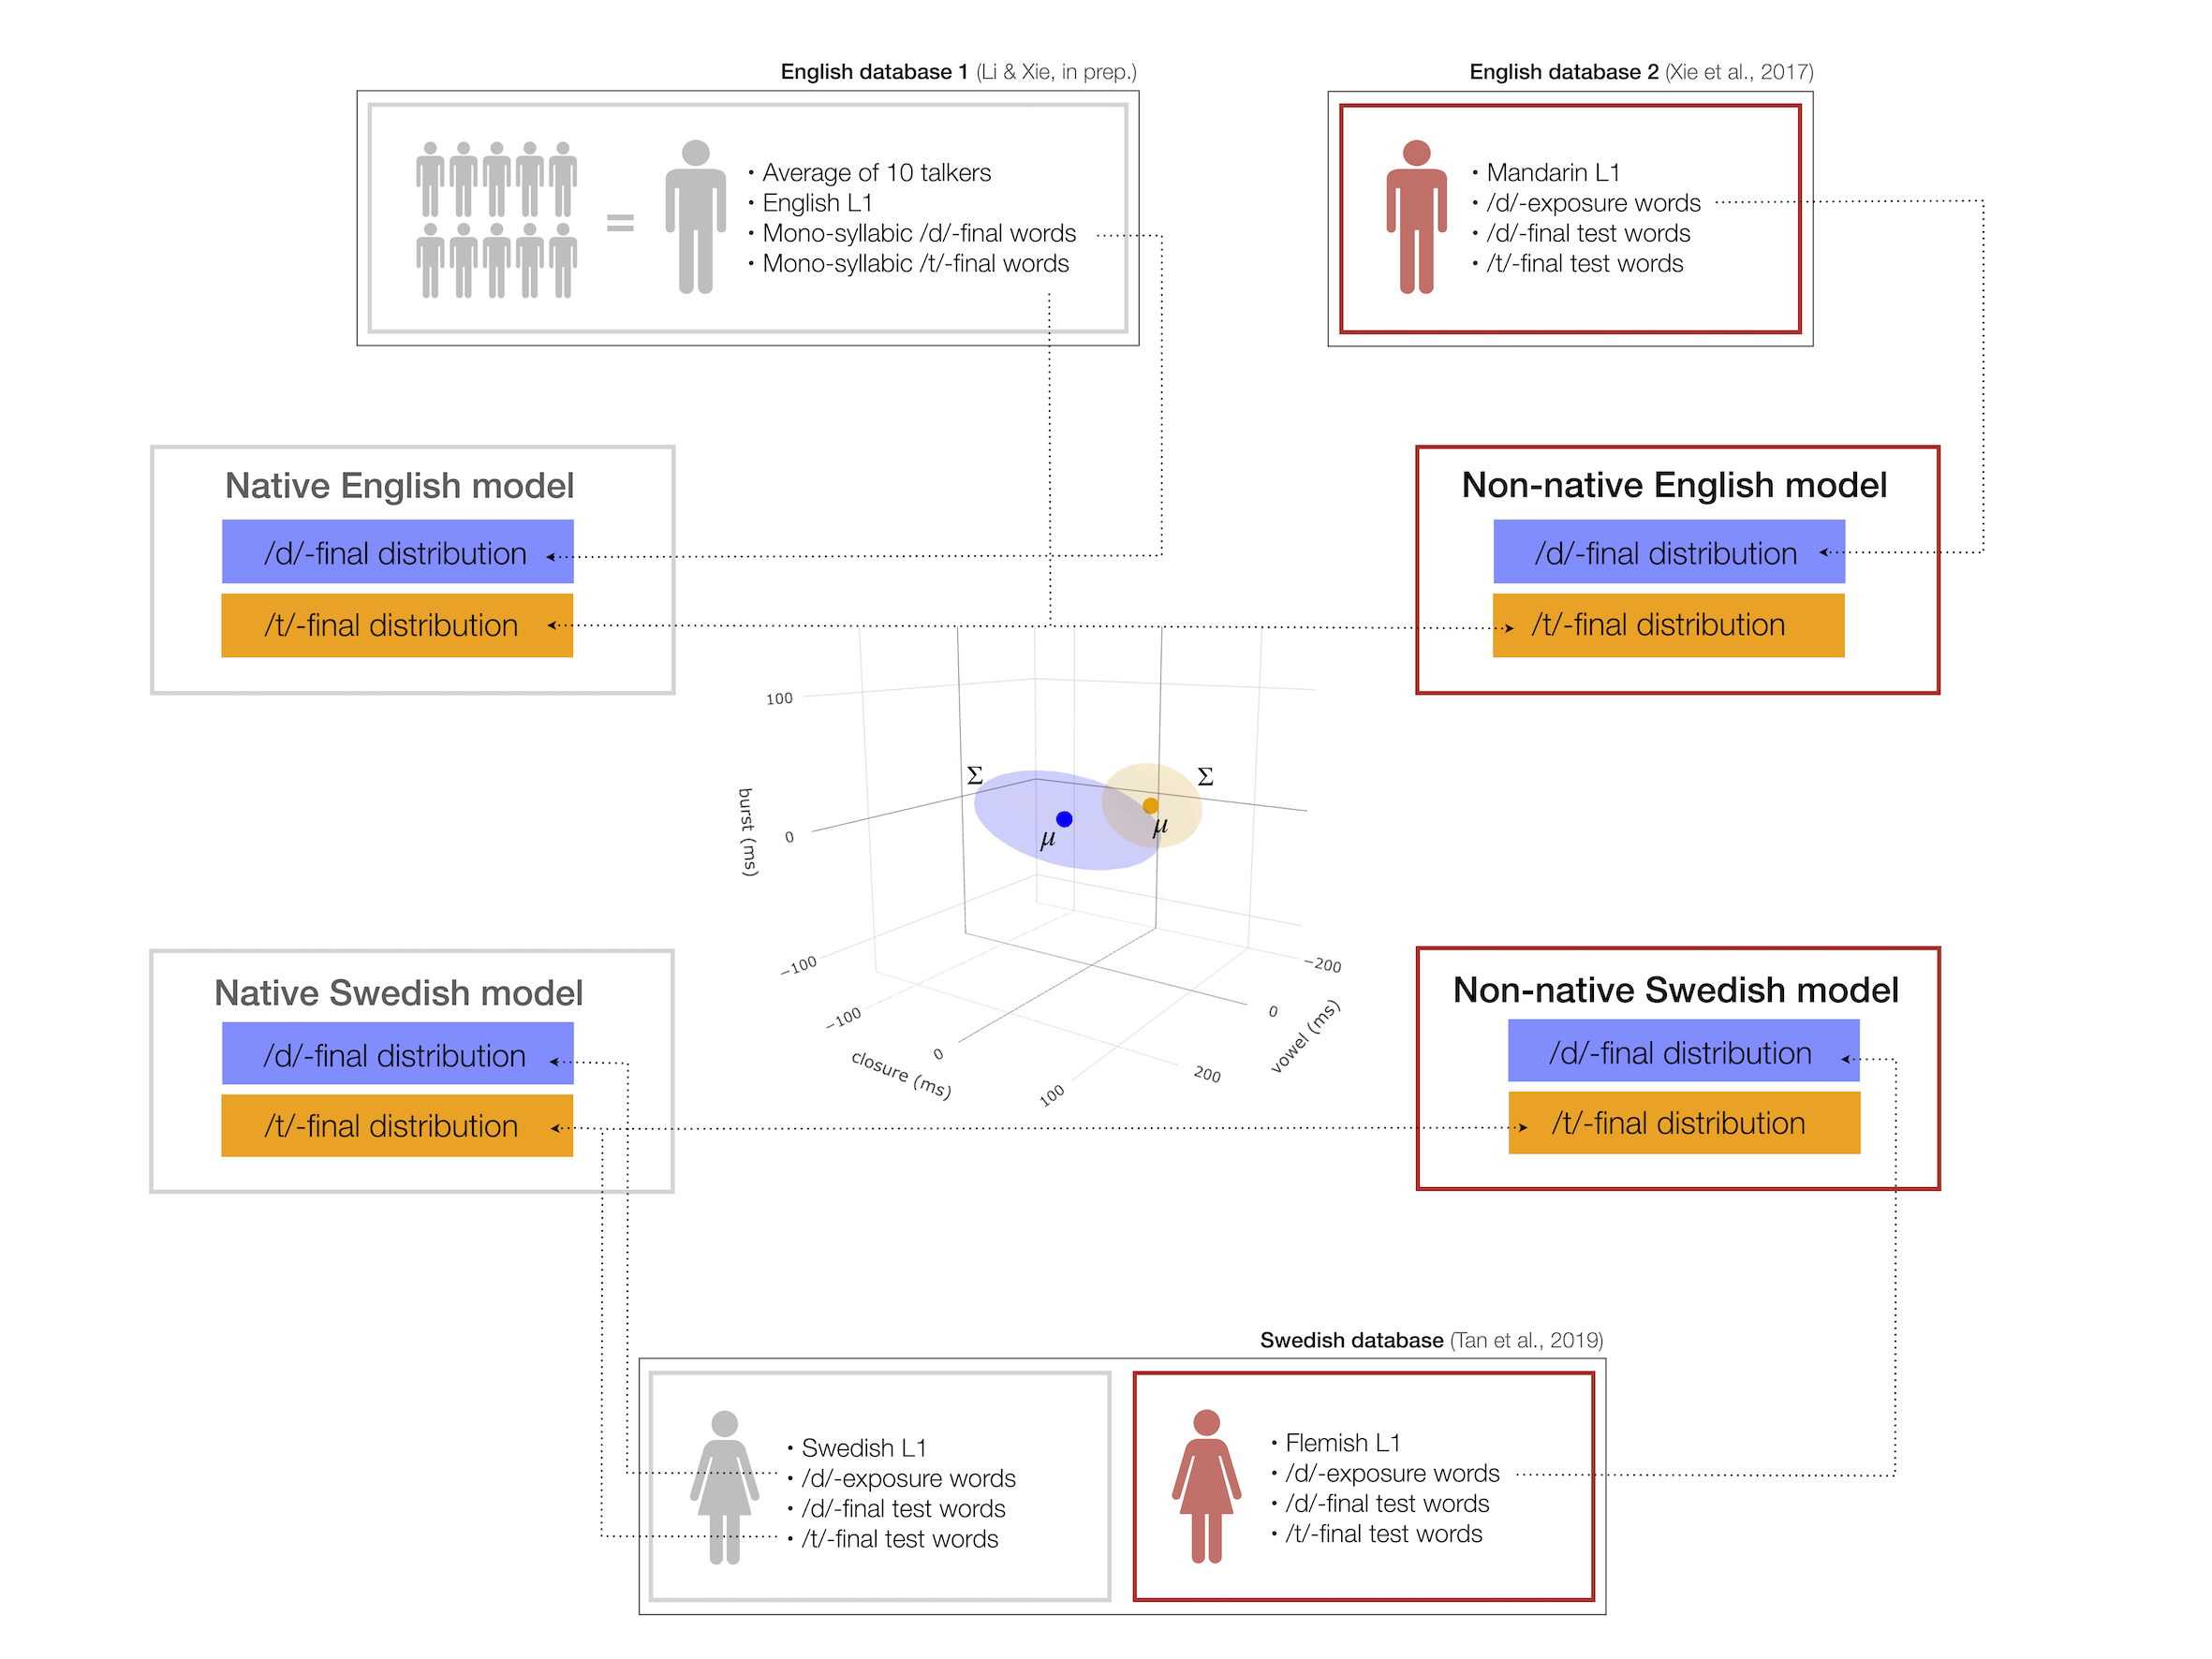 English database 1 (Li & Xie, in prep.)
English database 2 (Xie et al., 2017)
=
• Average of 10 talkers
• English L1
• Mono-syllabic /d/-final words
• Mono-syllabic /t/-final words
• Mandarin L1
• /d/-exposure words
• /d/-final test words
• /t/-final test words
Native English model
/d/-final distribution
/t/-final distribution
Non-native English model
/d/-final distribution
/t/-final distribution
100
0
−100
burst (ms)
Σ
Σ
μ
μ
−100
0
100
closure (ms)
−200
0
200
vowel (ms)
Native Swedish model
/d/-final distribution
/t/-final distribution
Non-native Swedish model
/d/-final distribution
/t/-final distribution
Swedish database (Tan et al., 2019)
• Swedish L1
• /d/-exposure words
• /d/-final test words
• /t/-final test words
• Flemish L1
• /d/-exposure words
• /d/-final test words
• /t/-final test words